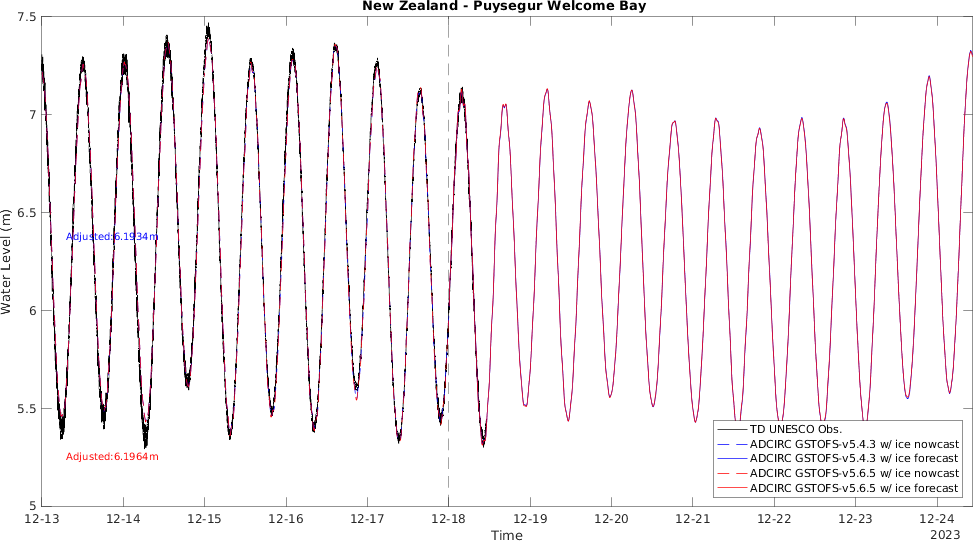 New Zealand - Puysegur Welcome Bay
7.5
7
6.5
6
5.5
5
Water Level (m)
Adjusted:6.1934m
Adjusted:6.1964m
TD UNESCO Obs.
ADCIRC GSTOFS-v5.4.3 w/ ice nowcast
ADCIRC GSTOFS-v5.4.3 w/ ice forecast
ADCIRC GSTOFS-v5.6.5 w/ ice nowcast
ADCIRC GSTOFS-v5.6.5 w/ ice forecast
12-13 12-14 12-15 12-16 12-17 12-18 12-19 12-20 12-21 12-22 12-23 12-24
Time
2023